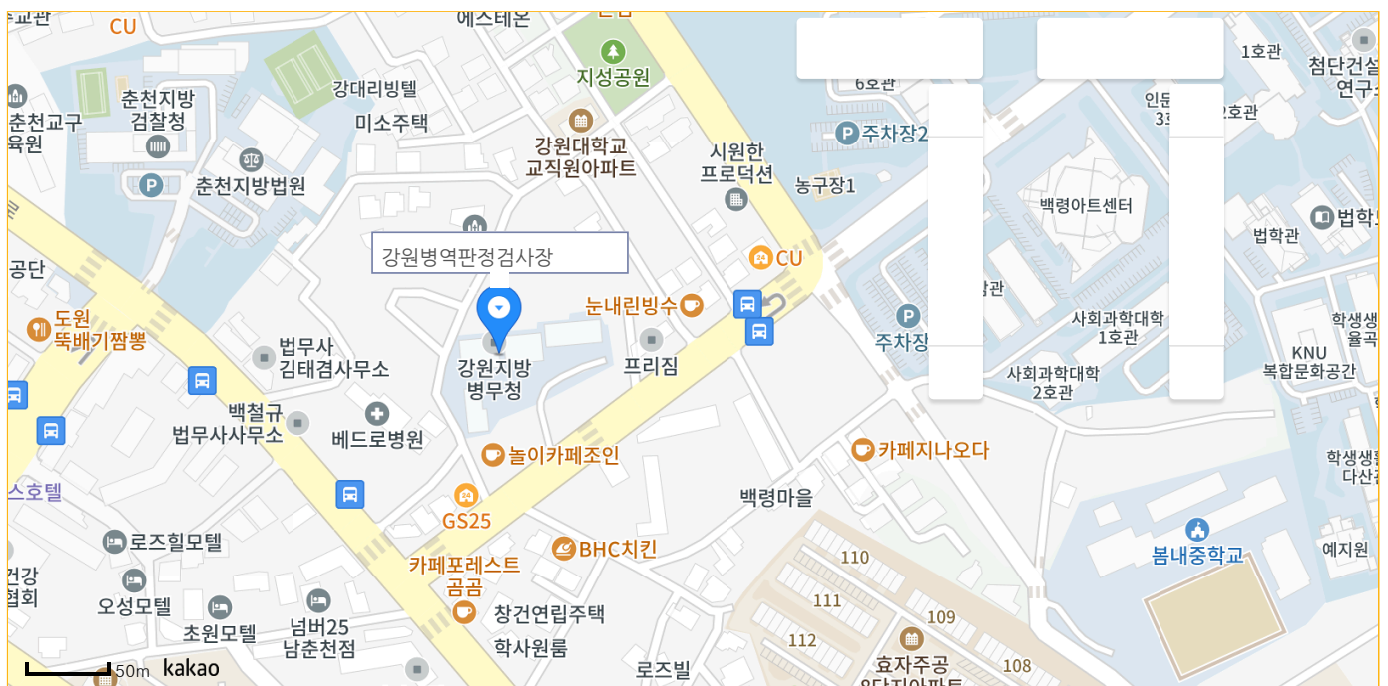 에스테온
CU
지성공원
6호관
1호관
첨단건설
강대리빙텔
춘천지방
검찰청
미소주택
춘천교구
육원
인문
2호관
주차장2
강원대학교
교직원아파트
시원한
프로덕션
농구장1
춘천지방법원
백령아트센터
법학관
강원병역판정검사장
공단
CU
눈내린빙수
도원
뚝배기짬뽕
법무사
김태겸사무소
강원지방
병무청
프리짐
주차장
사회과학대학
1호관
사회과학대학
2호관
KNU
복합문화공간
학생생
율곡
백철규
법무사사무소
베드로병원
놀이카페조인
카페지나오다
학생생활
다산관
스호텔
GS25
백령마을
로즈힐모텔
BHC치킨
110
봄내중학교
예지원
카페포레스트
곰곰
건강
협회
오성모텔
초원모텔
넘버25
남춘천점
창건연립주택
학사원룸
111
109
112
효자주공
108
로즈빌
50m
kakao